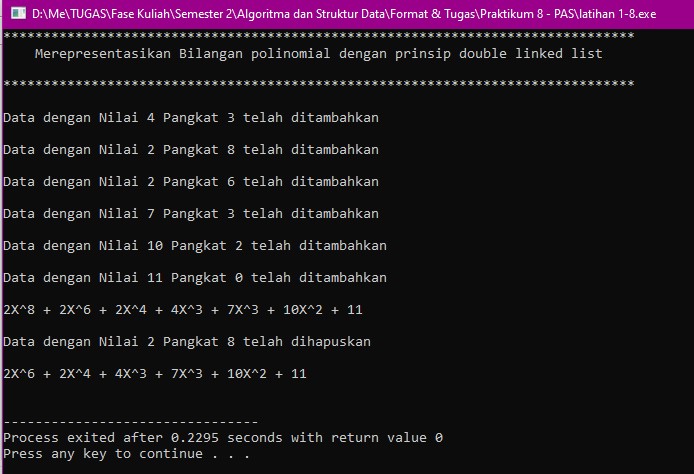 D:\Me\TUGAS\Fase Kuliah\Semester 2\Algoritma dan Struktur Data\Format & Tugas\Praktikum 8 - PAS\latihan 1-8.exe
*******************************************************************************
Merepresentasikan Bilangan polinomial dengan prinsip double linked list
*******************************************************************************
Data dengan Nilai 4 Pangkat 3 telah ditambahkan
Data dengan Nilai 2 Pangkat 8 telah ditambahkan
Data dengan Nilai 2 Pangkat 6 telah ditambahkan
Data dengan Nilai 7 Pangkat 3 telah ditambahkan
Data dengan Nilai 10 Pangkat 2 telah ditambahkan
Data dengan Nilai 11 Pangkat 0 telah ditambahkan
2X^8 + 2X^6 + 2X^4 + 4X^3 + 7X^3 + 10X^2 + 11
Data dengan Nilai 2 Pangkat 8 telah dihapuskan
2X^6 + 2X^4 + 4X^3 + 7X^3 + 10X^2 + 11
--------------------------------
Process exited after 0.2295 seconds with return value 0
Press any key to continue . . .